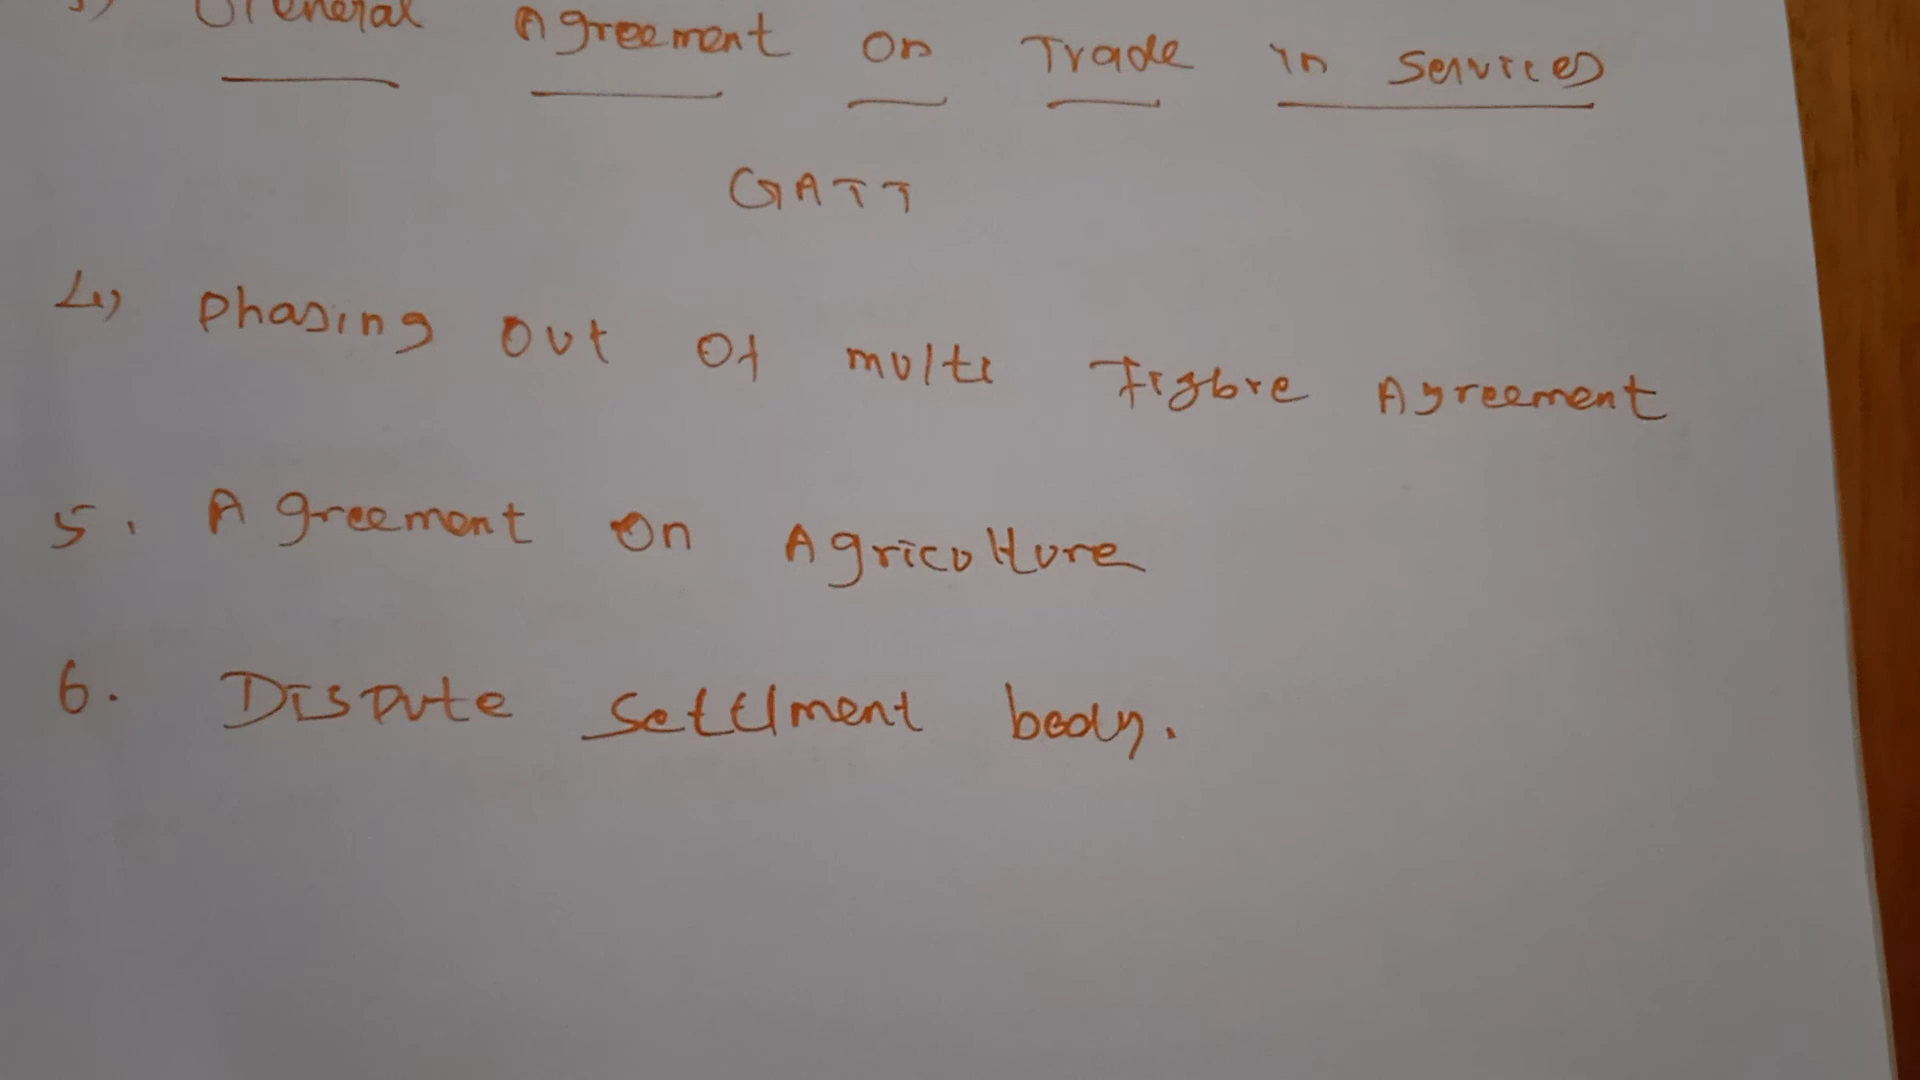 3) General Agreement on Trade in Services
GATT
4) Phasing out of multi Figbre Agreement
5. Agreement on Agriculture
6. Dispute Settlment body.